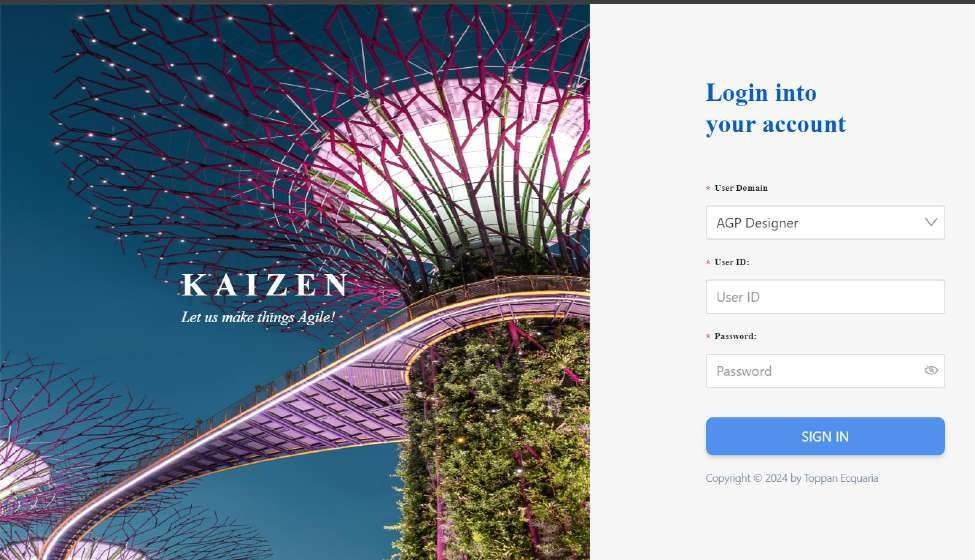 KAIZEN
Let us make things Agile!
Login into
your account
* User Domain
AGP Designer
* User ID:
User ID
* Password:
Password
SIGN IN
Copyright © 2024 by Toppan Ecquaria